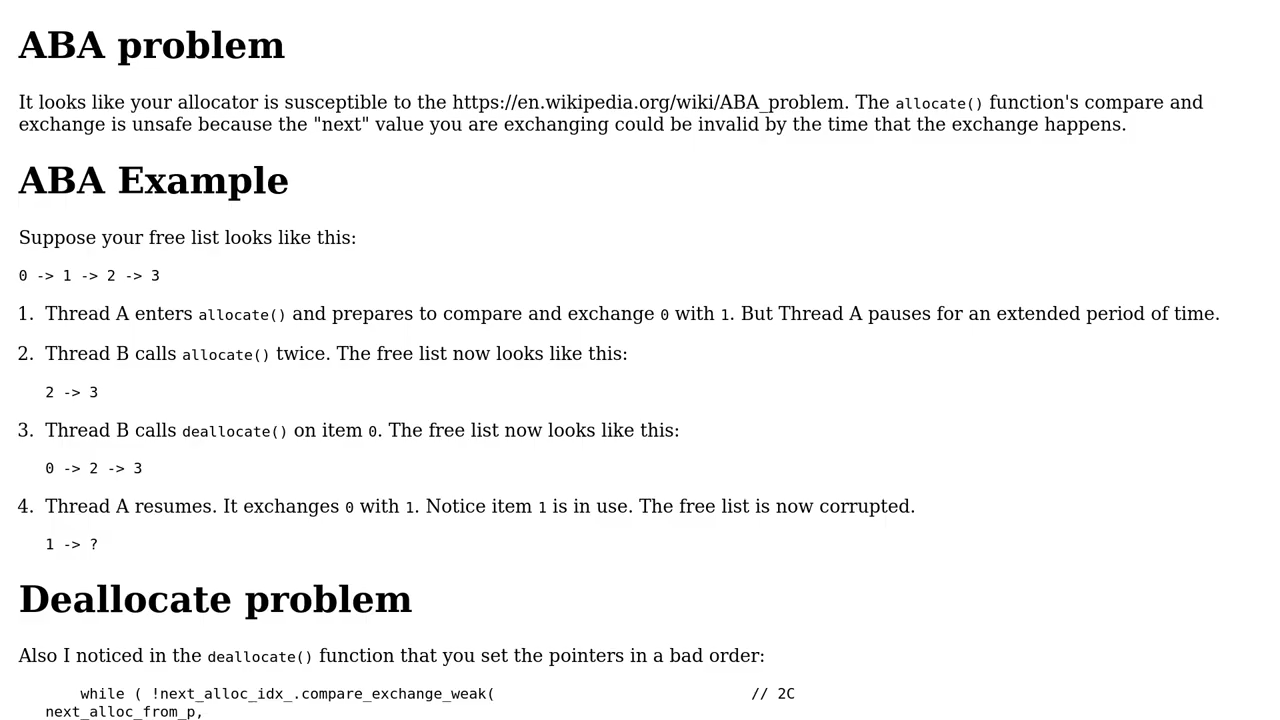 ABA problem
It looks like your allocator is susceptible to the https://en.wikipedia.org/wiki/ABA_problem. The allocate() function's compare and
exchange is unsafe because the "next" value you are exchanging could be invalid by the time that the exchange happens.
ABA Example
Suppose your free list looks like this:
0 -> 1 -> 2 -> 3
1. Thread A enters allocate() and prepares to compare and exchange 0 with 1. But Thread A pauses for an extended period of time.
2. Thread B calls allocate() twice. The free list now looks like this:
2 -> 3
3. Thread B calls deallocate() on item 0. The free list now looks like this:
0 -> 2 -> 3
4. Thread A resumes. It exchanges 0 with 1. Notice item 1 is in use. The free list is now corrupted.
1 -> ?
Deallocate problem
Also I noticed in the deallocate() function that you set the pointers in a bad order:
while ( !next_alloc_idx_.compare_exchange_weak( // 2C
next_alloc_from_p,